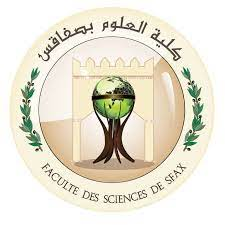 كلية العلوم بصفاقس
FACULTE DES SCIENCES DE SFAX